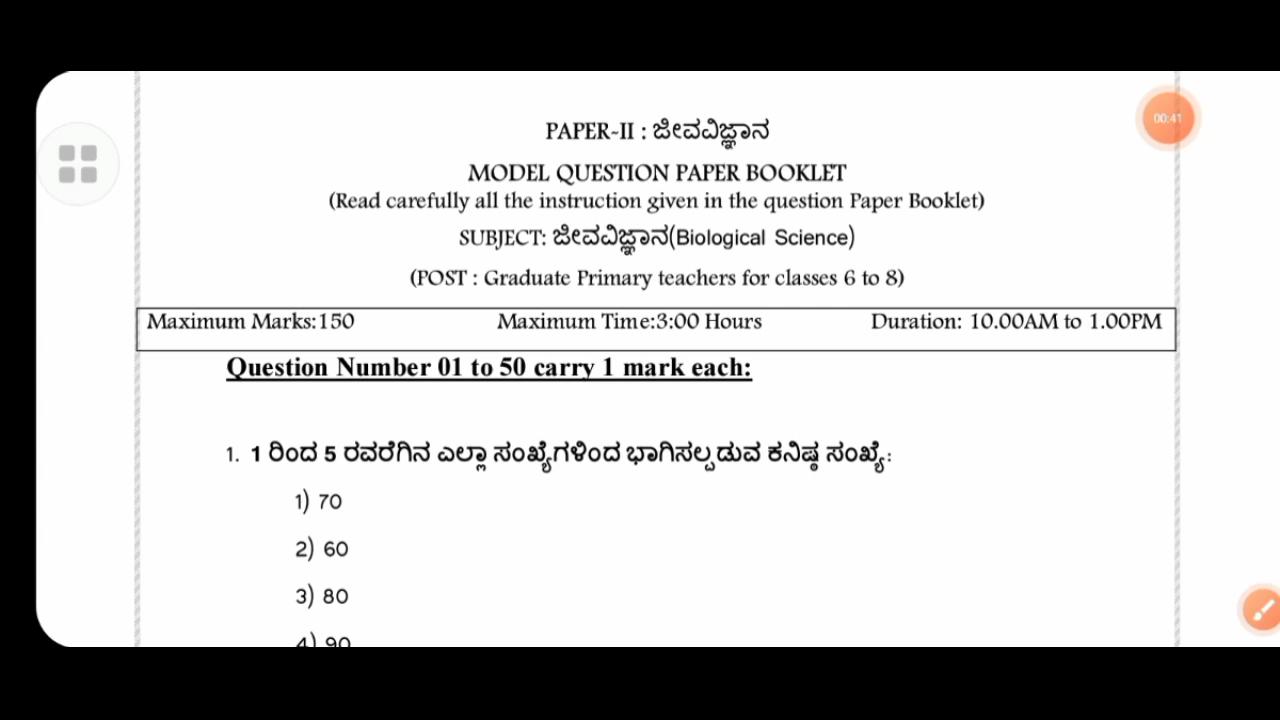 00:41
PAPER-II : ಜೀವವಿಜ್ಞಾನ
MODEL QUESTION PAPER BOOKLET
(Read carefully all the instruction given in the question Paper Booklet)
SUBJECT: ಜೀವವಿಜ್ಞಾನ(Biological Science)
(POST : Graduate Primary teachers for classes 6 to 8)
Maximum Marks:150 Maximum Time:3:00 Hours Duration: 10.00AM to 1.00PM
Question Number 01 to 50 carry 1 mark each:
1. 1 ರಿಂದ 5 ರವರೆಗಿನ ಎಲ್ಲಾ ಸಂಖ್ಯೆಗಳಿಂದ ಭಾಗಿಸಲ್ಪಡುವ ಕನಿಷ್ಠ ಸಂಖ್ಯೆ:
1) 70
2) 60
3) 80
4) 90